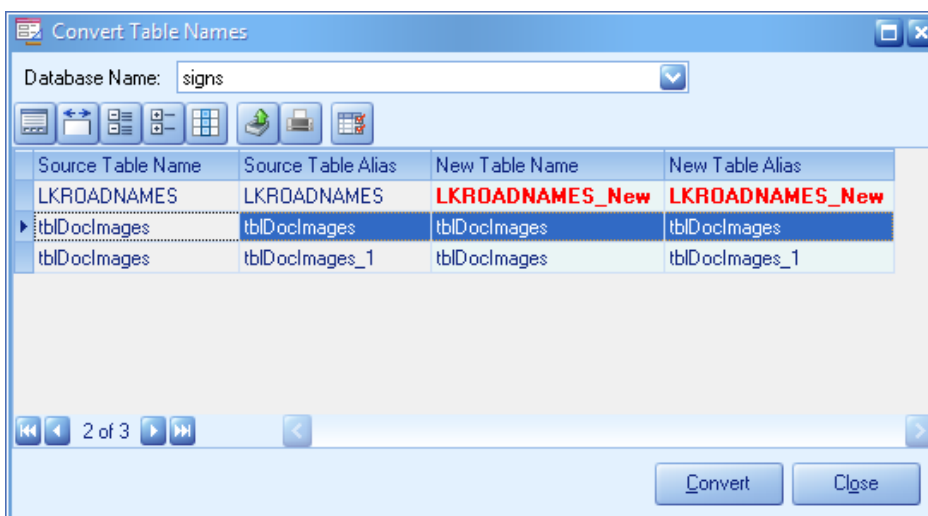 Convert Table Names
Database Name: signs
Source Table Name Source Table Alias New Table Name New Table Alias
LKROADNAMES LKROADNAMES LKROADNAMES_New LKROADNAMES_New
tblDocImages tblDocImages tblDocImages tblDocImages
tblDocImages tblDocImages_1 tblDocImages tblDocImages_1
2 of 3
Convert Close